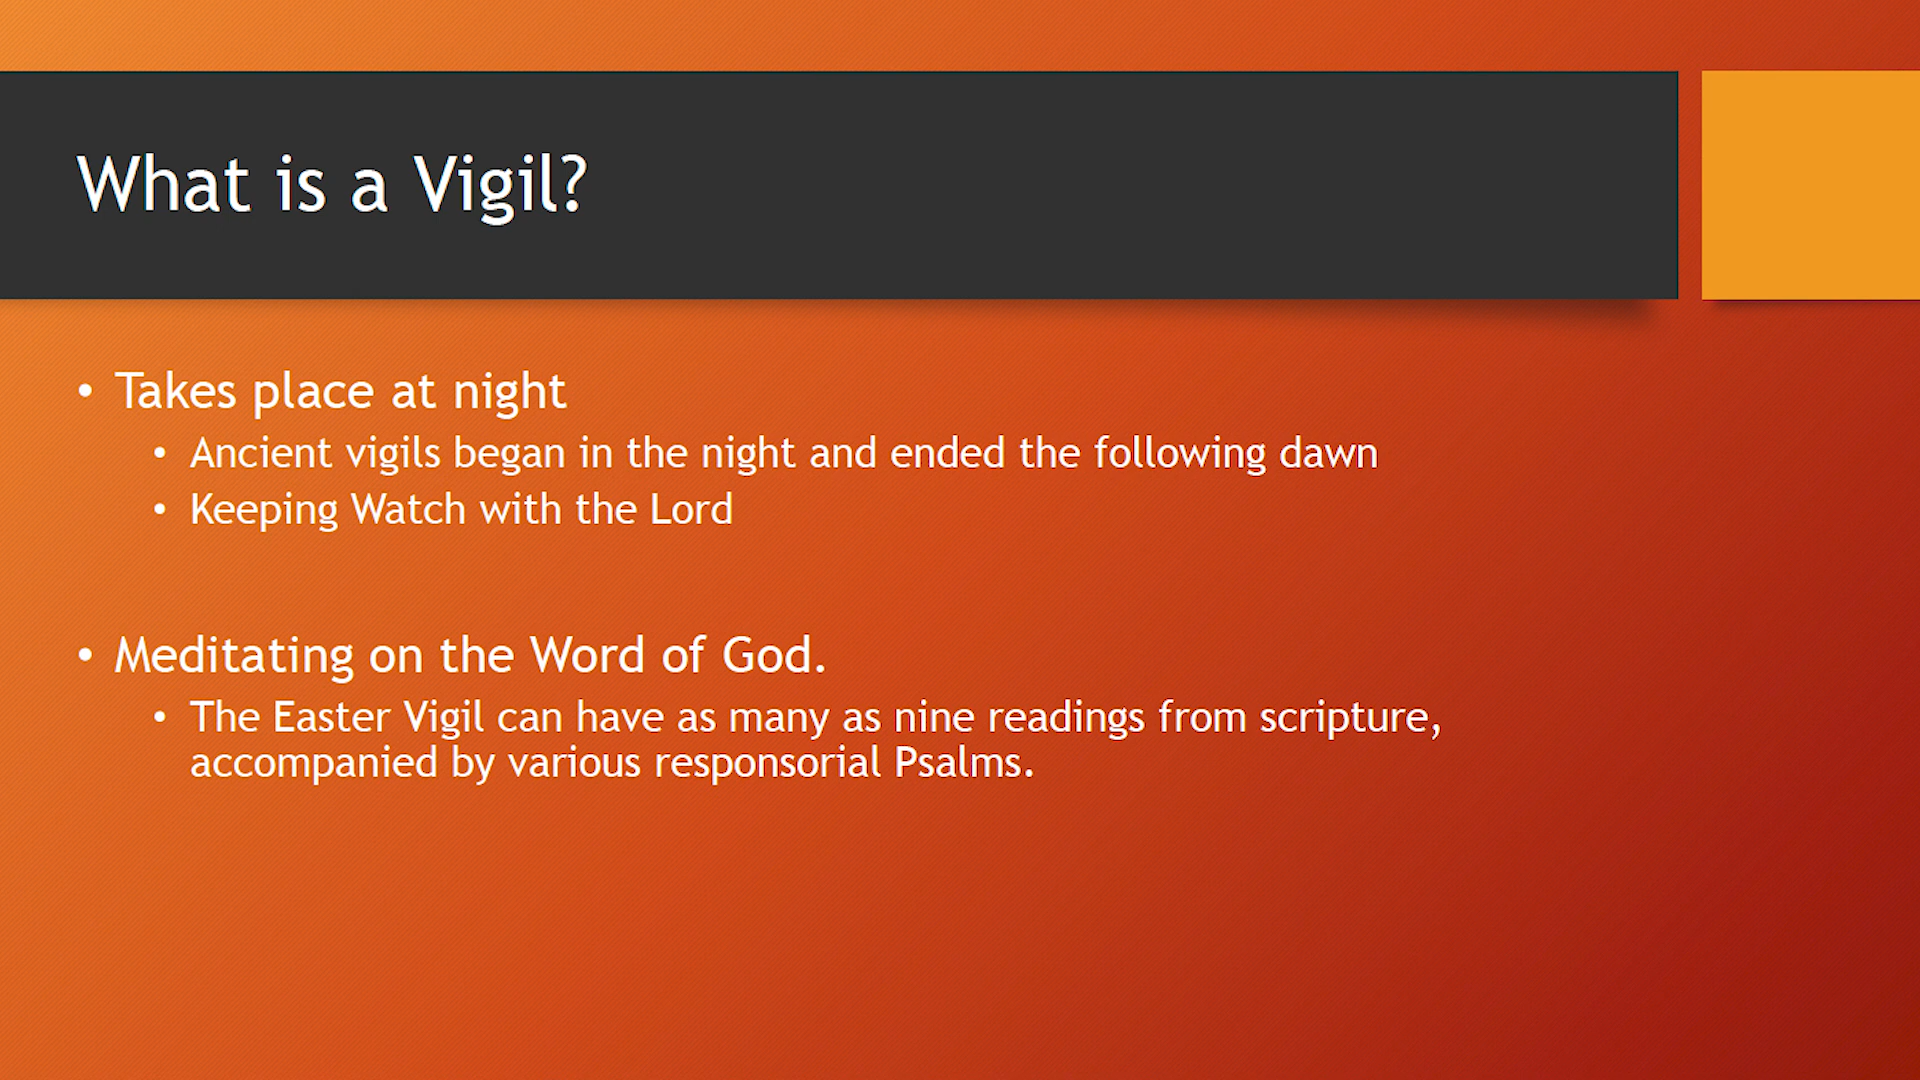 What is a Vigil?
• Takes place at night
• Ancient vigils began in the night and ended the following dawn
• Keeping Watch with the Lord
• Meditating on the Word of God.
• The Easter Vigil can have as many as nine readings from scripture,
accompanied by various responsorial Psalms.